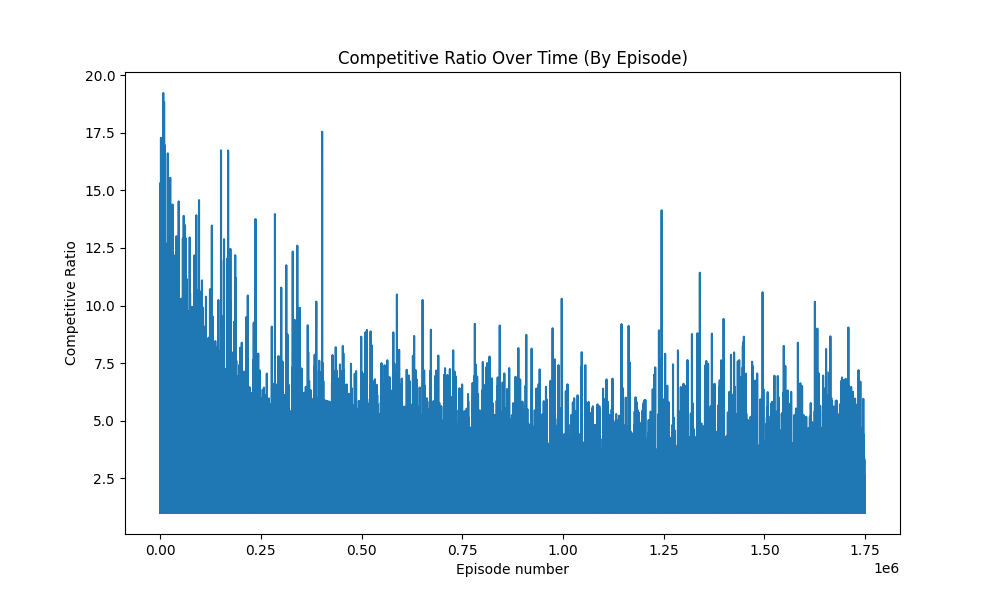 Competitive Ratio Over Time (By Episode)
20.0
17.5
15.0
12.5
10.0
7.5
5.0
2.5
Competitive Ratio
0.00 0.25 0.50 0.75 1.00 1.25 1.50 1.75
1e6
Episode number